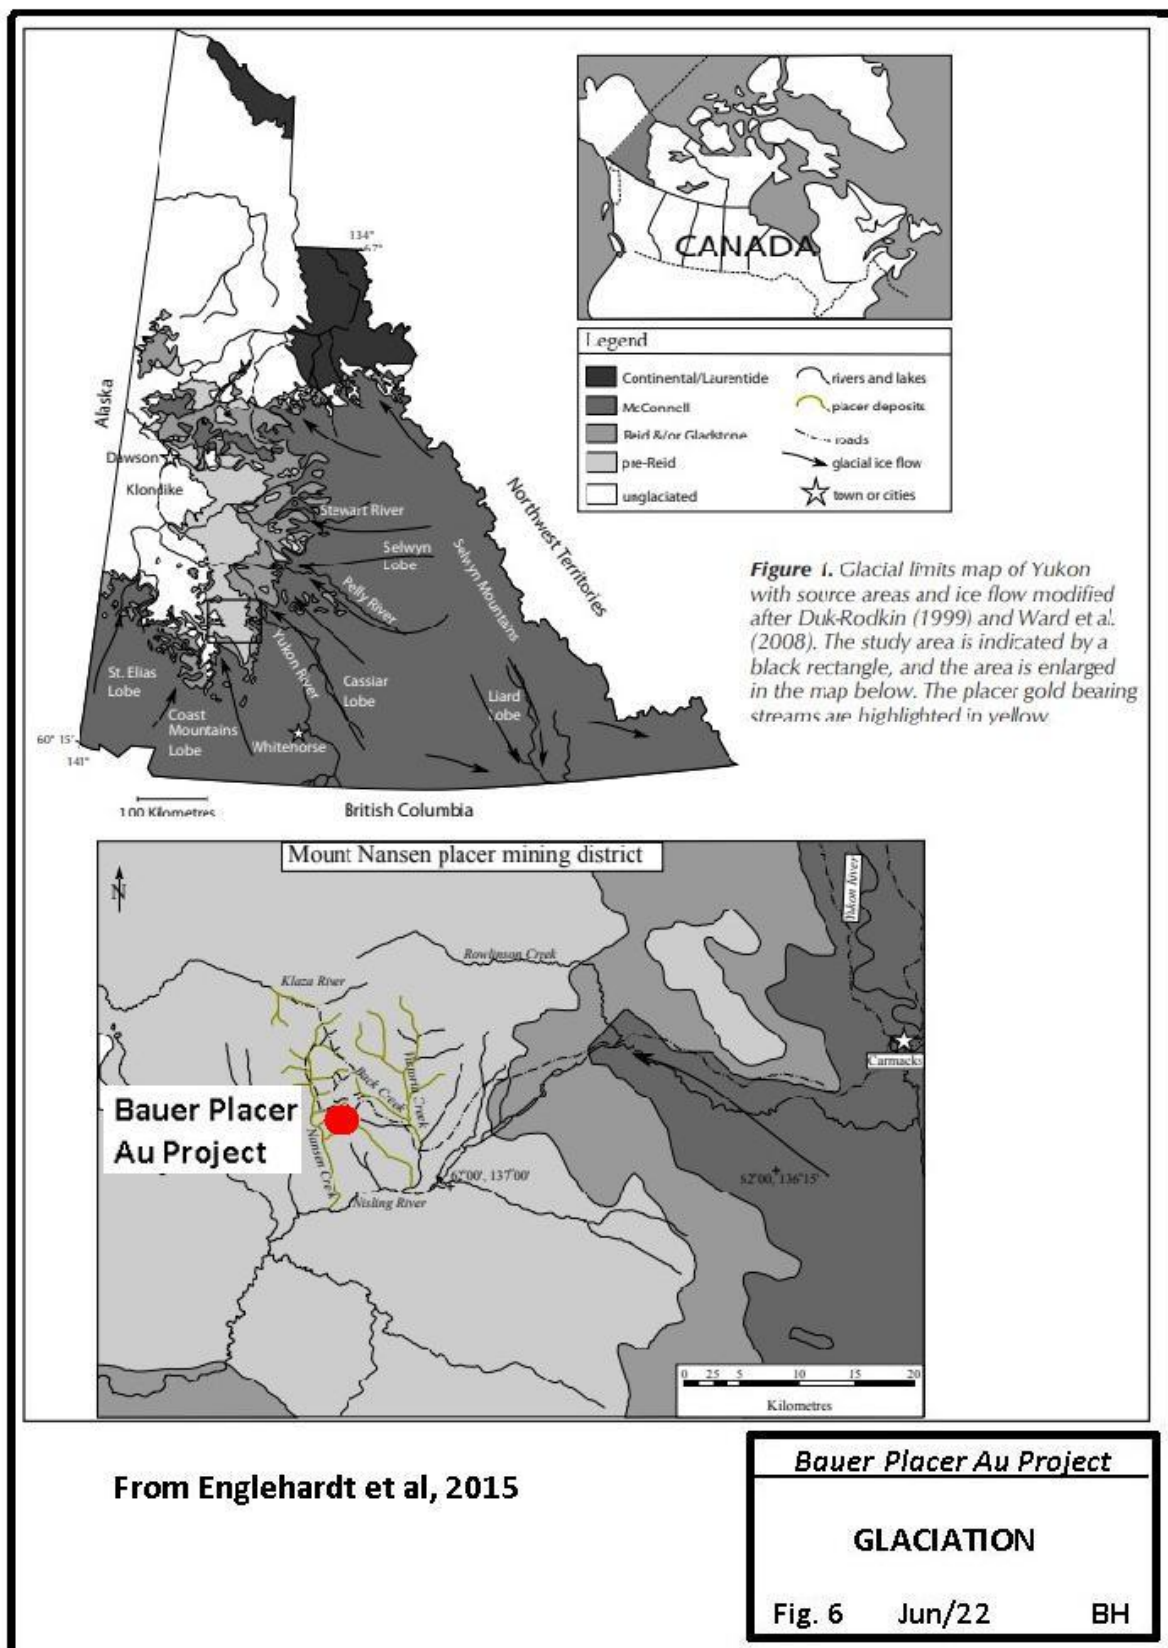 134°
67°
Alaska
Dawson
Klondike
Stewart River
Selwyn
Lobe
Pelly River
Selwyn Mountains
Northwest Territories
Yukon River
St. Elias
Lobe
Coast
Mountains
Lobe
Cassiar
Lobe
Liard
Lobe
Whitehorse
60° 15'
141°
100 Kilometres
British Columbia
CANADA
Legend
Continental/Laurentide
McConnell
Reid &/or Gladstone
pre-Reid
unglaciated
rivers and lakes
placer deposits
roads
glacial ice flow
town or cities
Figure 1. Glacial limits map of Yukon
with source areas and ice flow modified
after Duk-Rodkin (1999) and Ward et al.
(2008). The study area is indicated by a
black rectangle, and the area is enlarged
in the map below. The placer gold bearing
streams are highlighted in yellow
Mount Nansen placer mining district
N
Yukon River
Rowlinson Creek
Klaza River
Victoria Creek
Back Creek
Carmacks
Bauer Placer
Au Project
Nansen Creek
62°00', 137°00'
62°00', 136°15'
Nisling River
0 25 5 10 15 20
Kilometres
From Englehardt et al, 2015
Bauer Placer Au Project
GLACIATION
Fig. 6 Jun/22 BH